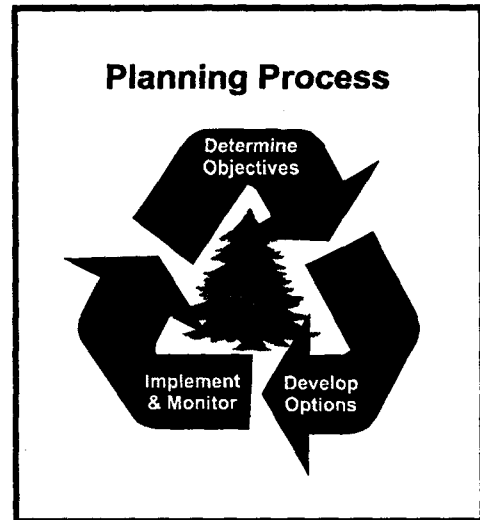 Planning Process
Determine
Objectives
Implement
& Monitor
Develop
Options